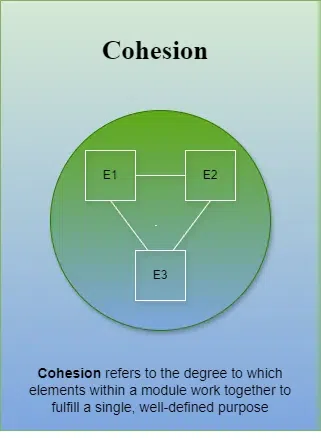 Cohesion
E1
E2
E3
Cohesion refers to the degree to which
elements within a module work together to
fulfill a single, well-defined purpose